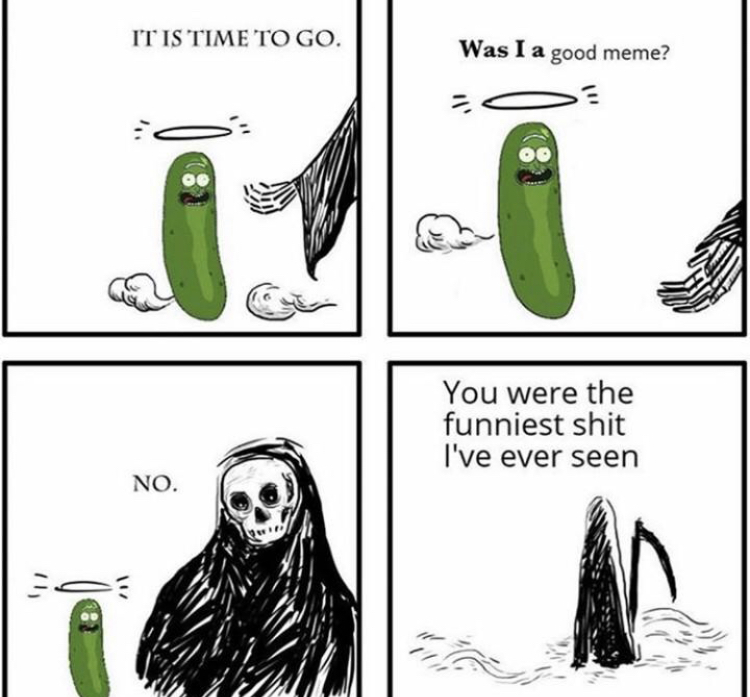 IT IS TIME TO GO.
Was I a good meme?
NO.
You were the
funniest shit
I've ever seen